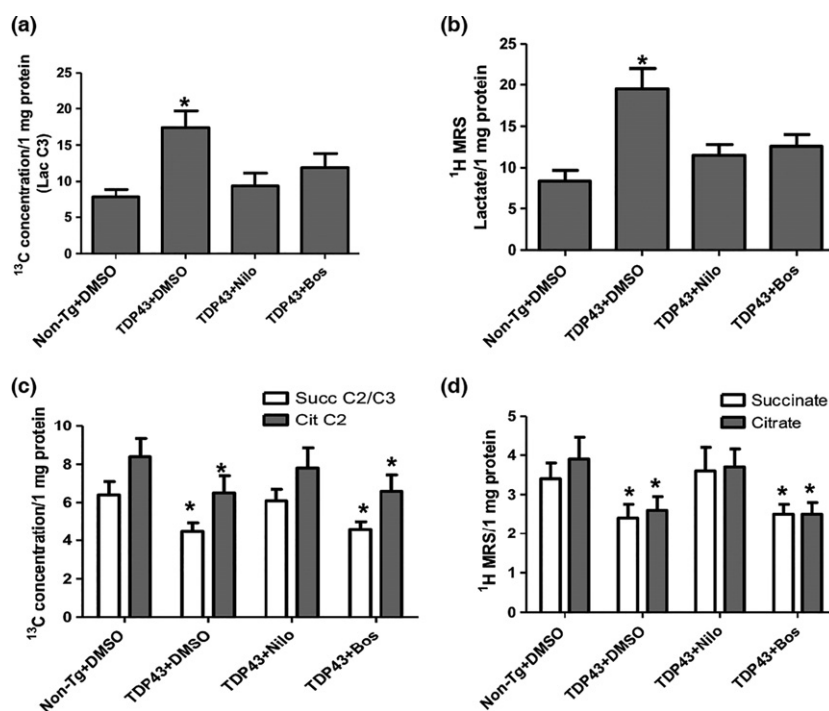 (a)
¹³C concentration/1 mg protein
(Lac C3)
25
20
15
10
5
0
*
Non-Tg+DMSO
TDP43+DMSO
TDP43+Nilo
TDP43+Bos
(b)
¹H MRS
Lactate/1 mg protein
25
20
15
10
5
0
*
Non-Tg+DMSO
TDP43+DMSO
TDP43+Nilo
TDP43+Bos
(c)
Succ C2/C3
Cit C2
¹³C concentration/1 mg protein
10
8
6
4
2
0
* * * *
Non-Tg+DMSO
TDP43+DMSO
TDP43+Nilo
TDP43+Bos
(d)
Succinate
Citrate
¹H MRS/1 mg protein
5
4
3
2
1
0
* * * *
Non-Tg+DMSO
TDP43+DMSO
TDP43+Nilo
TDP43+Bos